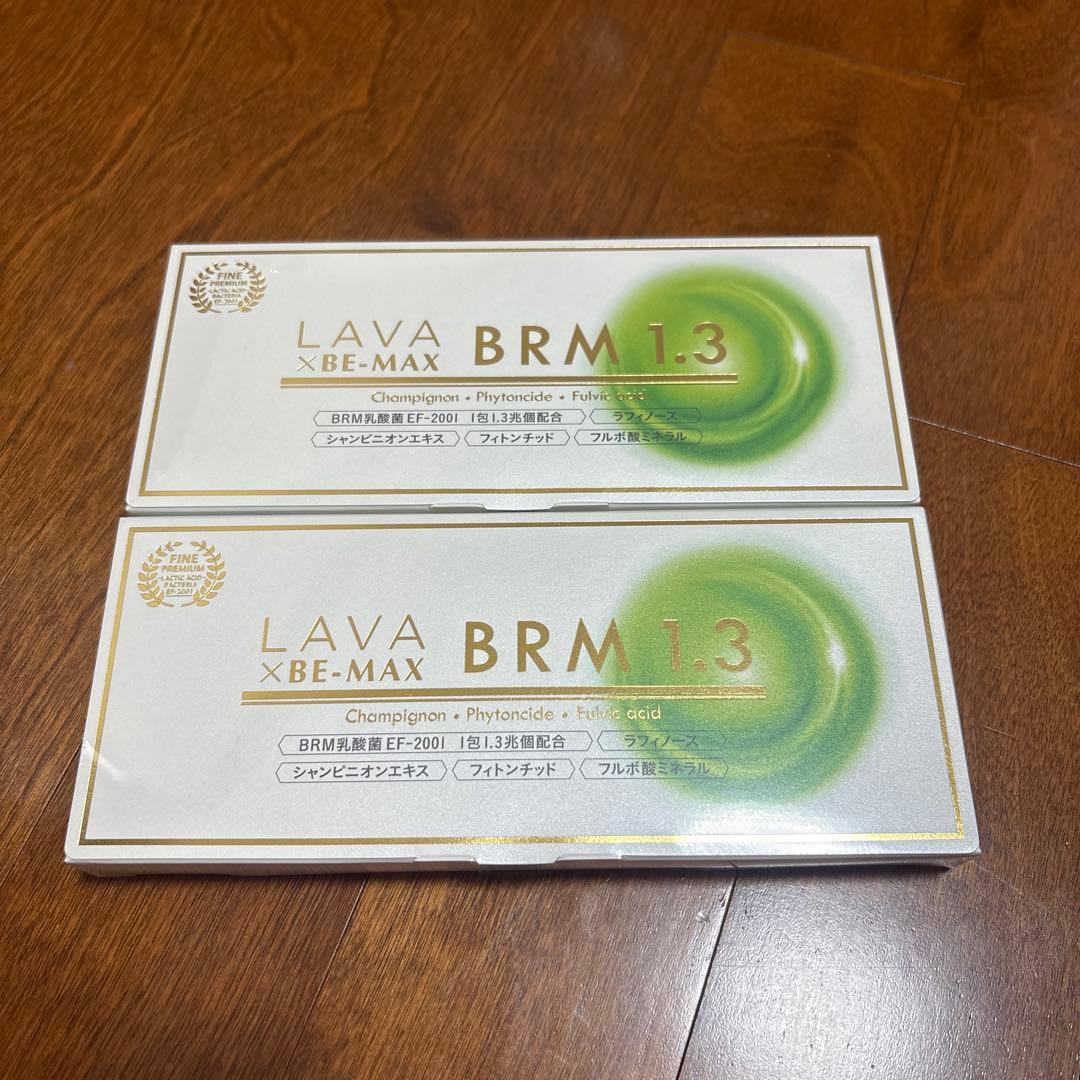 FINE
PREMIUM
LACTIC ACID
BACTERIA
EF-2001
LAVA
×BE-MAX
BRM 1.3
Champignon • Phytoncide • Fulvic acid
BRM乳酸菌 EF-2001 1包1.3兆個配合 ラフィノース
シャンピニオンエキス フィトンチッド フルボ酸ミネラル
FINE
PREMIUM
-LACTIC ACID-
BACTERIA
EF-2001
LAVA
×BE-MAX
BRM 1.3
Champignon • Phytoncide • Fulvic acid
BRM乳酸菌 EF-2001 1包1.3兆個配合 ラフィノース
シャンピニオンエキス フィトンチッド フルボ酸ミネラル